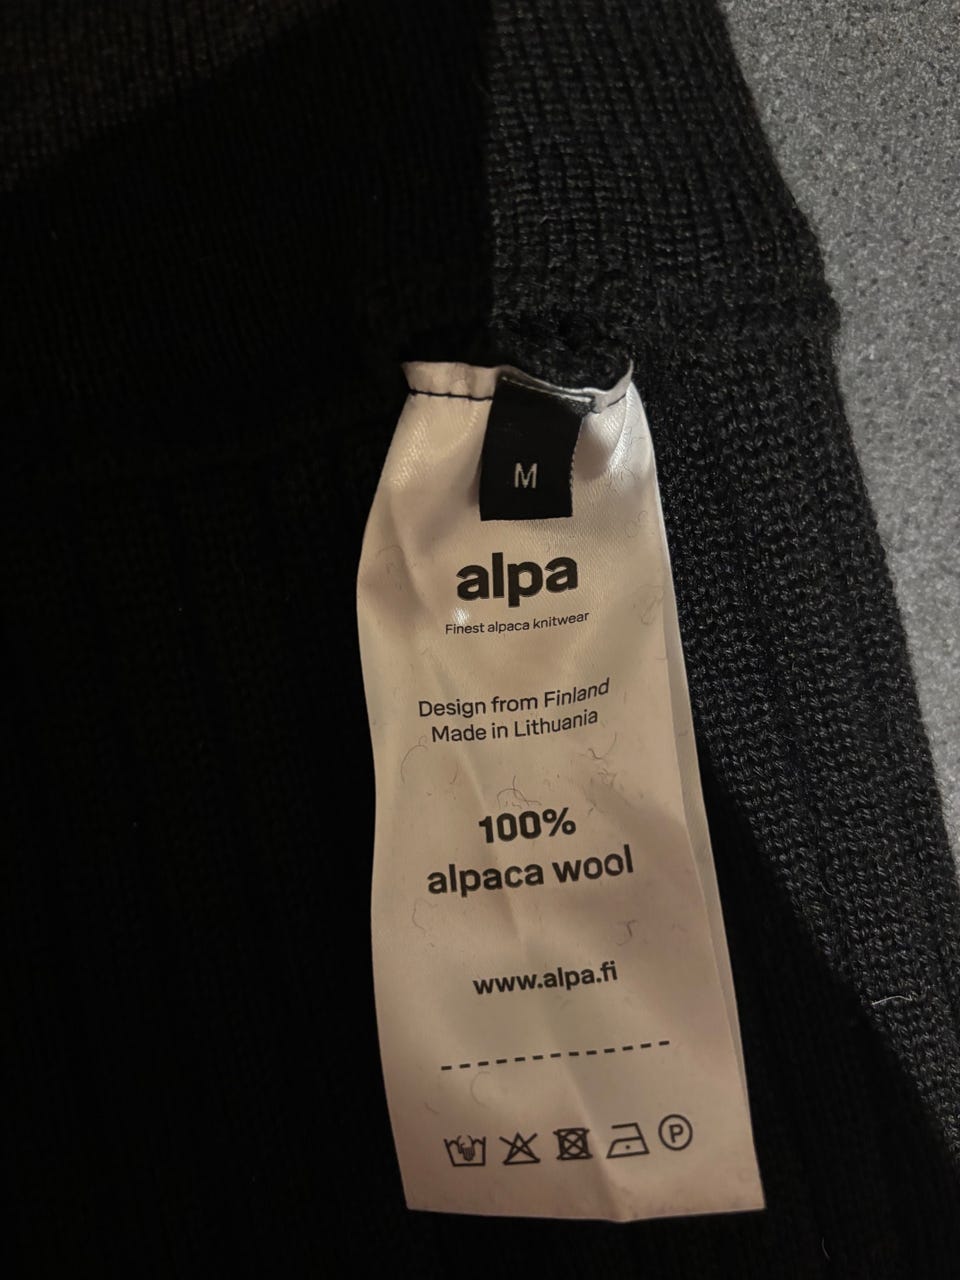 M
alpa
Finest alpaca knitwear
Design from Finland
Made in Lithuania
100%
alpaca wool
www.alpa.fi
P